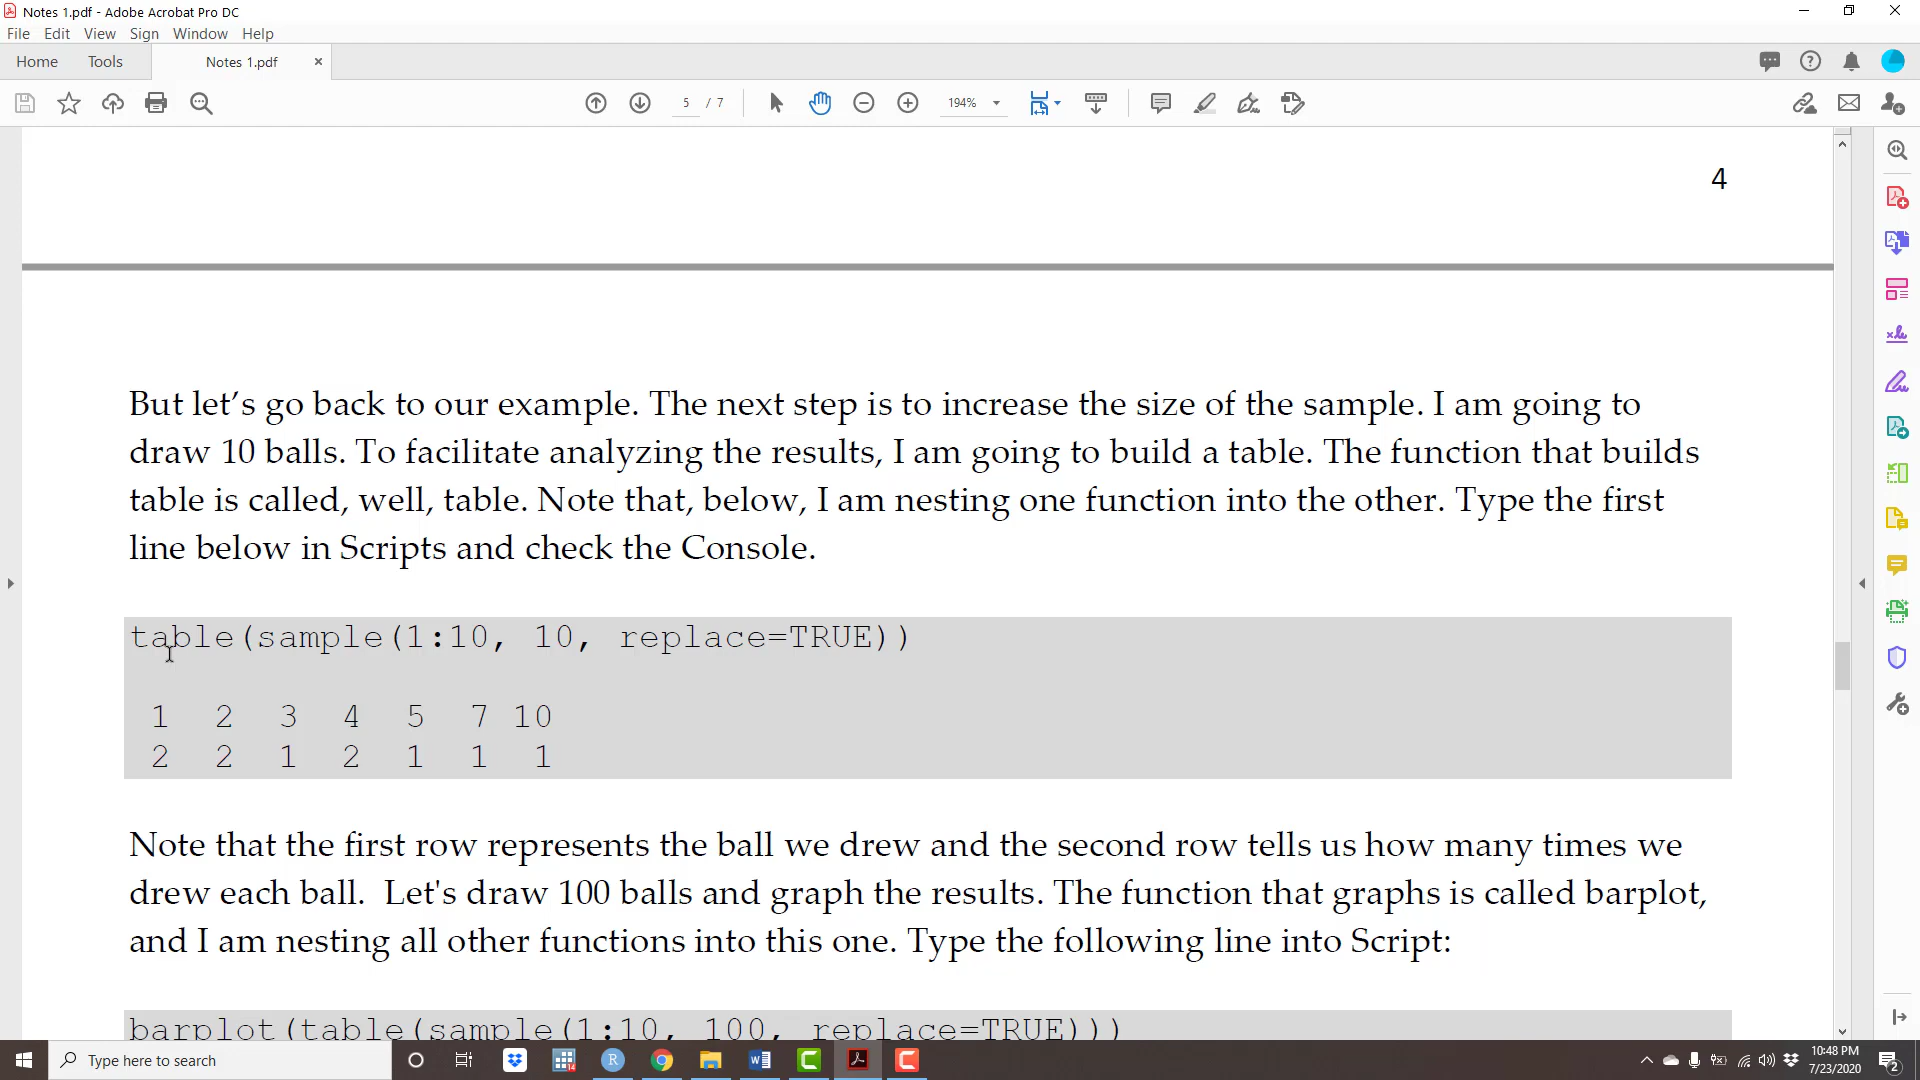 Notes 1.pdf - Adobe Acrobat Pro DC
File Edit View Sign Window Help
Home Tools Notes 1.pdf ×
5 / 7 194%
4
But let’s go back to our example. The next step is to increase the size of the sample. I am going to
draw 10 balls. To facilitate analyzing the results, I am going to build a table. The function that builds
table is called, well, table. Note that, below, I am nesting one function into the other. Type the first
line below in Scripts and check the Console.
table(sample(1:10, 10, replace=TRUE))
1 2 3 4 5 7 10
2 2 1 2 1 1 1
Note that the first row represents the ball we drew and the second row tells us how many times we
drew each ball. Let's draw 100 balls and graph the results. The function that graphs is called barplot,
and I am nesting all other functions into this one. Type the following line into Script:
barplot(table(sample(1:10, 100, replace=TRUE)))
Type here to search
10:48 PM
7/23/2020
2